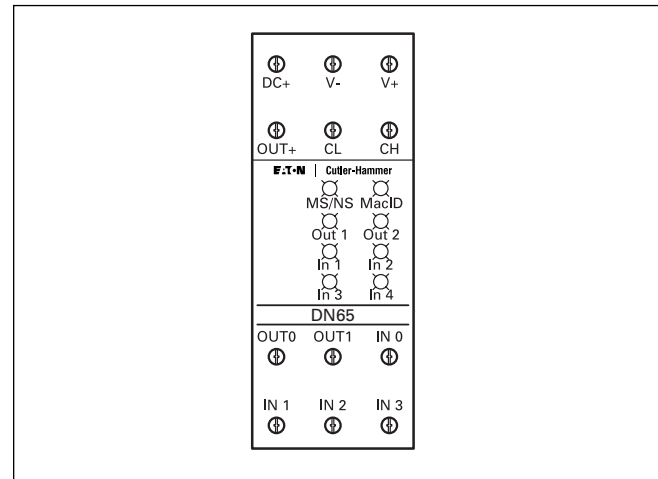 DC+ V- V+
OUT+ CL CH
E·T·N | Cutler-Hammer
MS/NS MacID
Out 1 Out 2
In 1 In 2
In 3 In 4
DN65
OUT0 OUT1 IN 0
IN 1 IN 2 IN 3